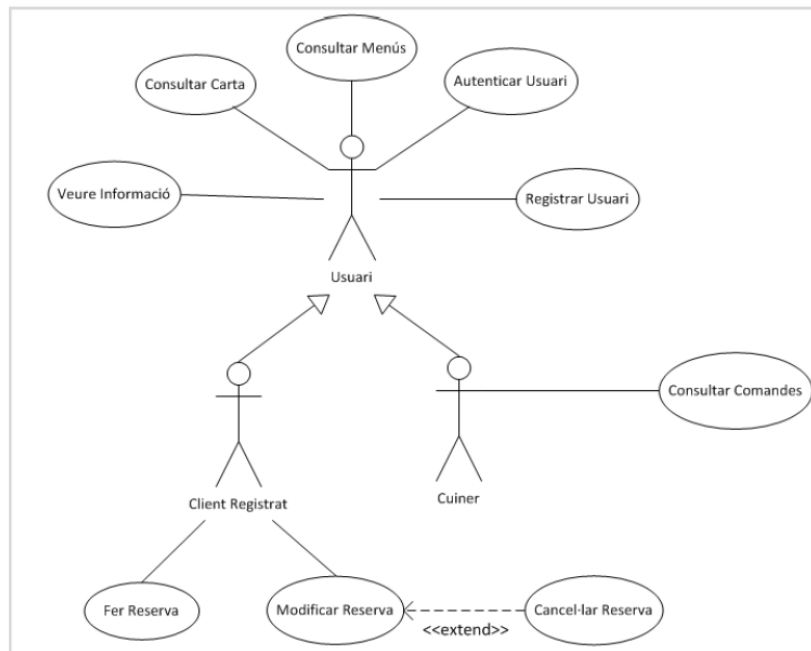 Consultar Menús
Consultar Carta
Autenticar Usuari
Veure Informació
Registrar Usuari
Usuari
Consultar Comandes
Client Registrat
Cuiner
Fer Reserva
Modificar Reserva
Cancel·lar Reserva
<<extend>>